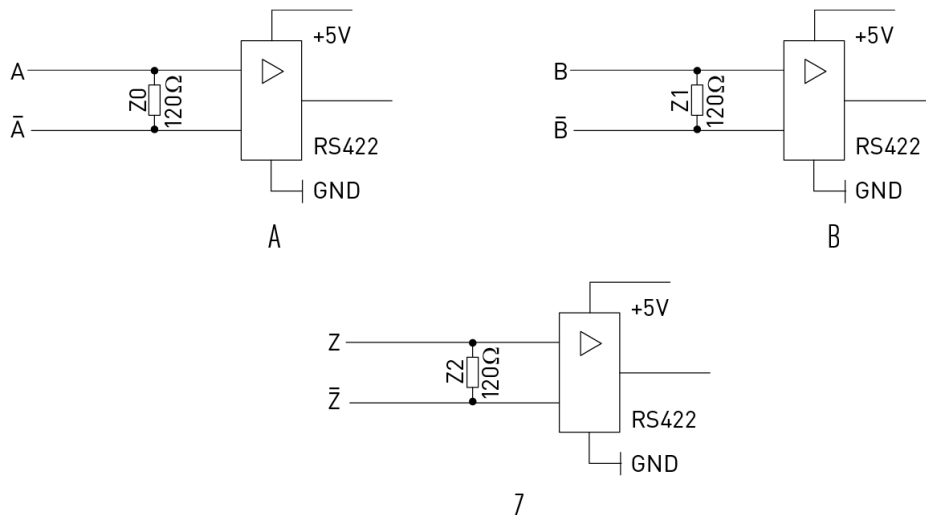 +5V
A
Z0
120Ω
Ā
RS422
GND
A
+5V
B
Z1
120Ω
B̄
RS422
GND
B
+5V
Z
Z2
120Ω
Z̄
RS422
GND
7